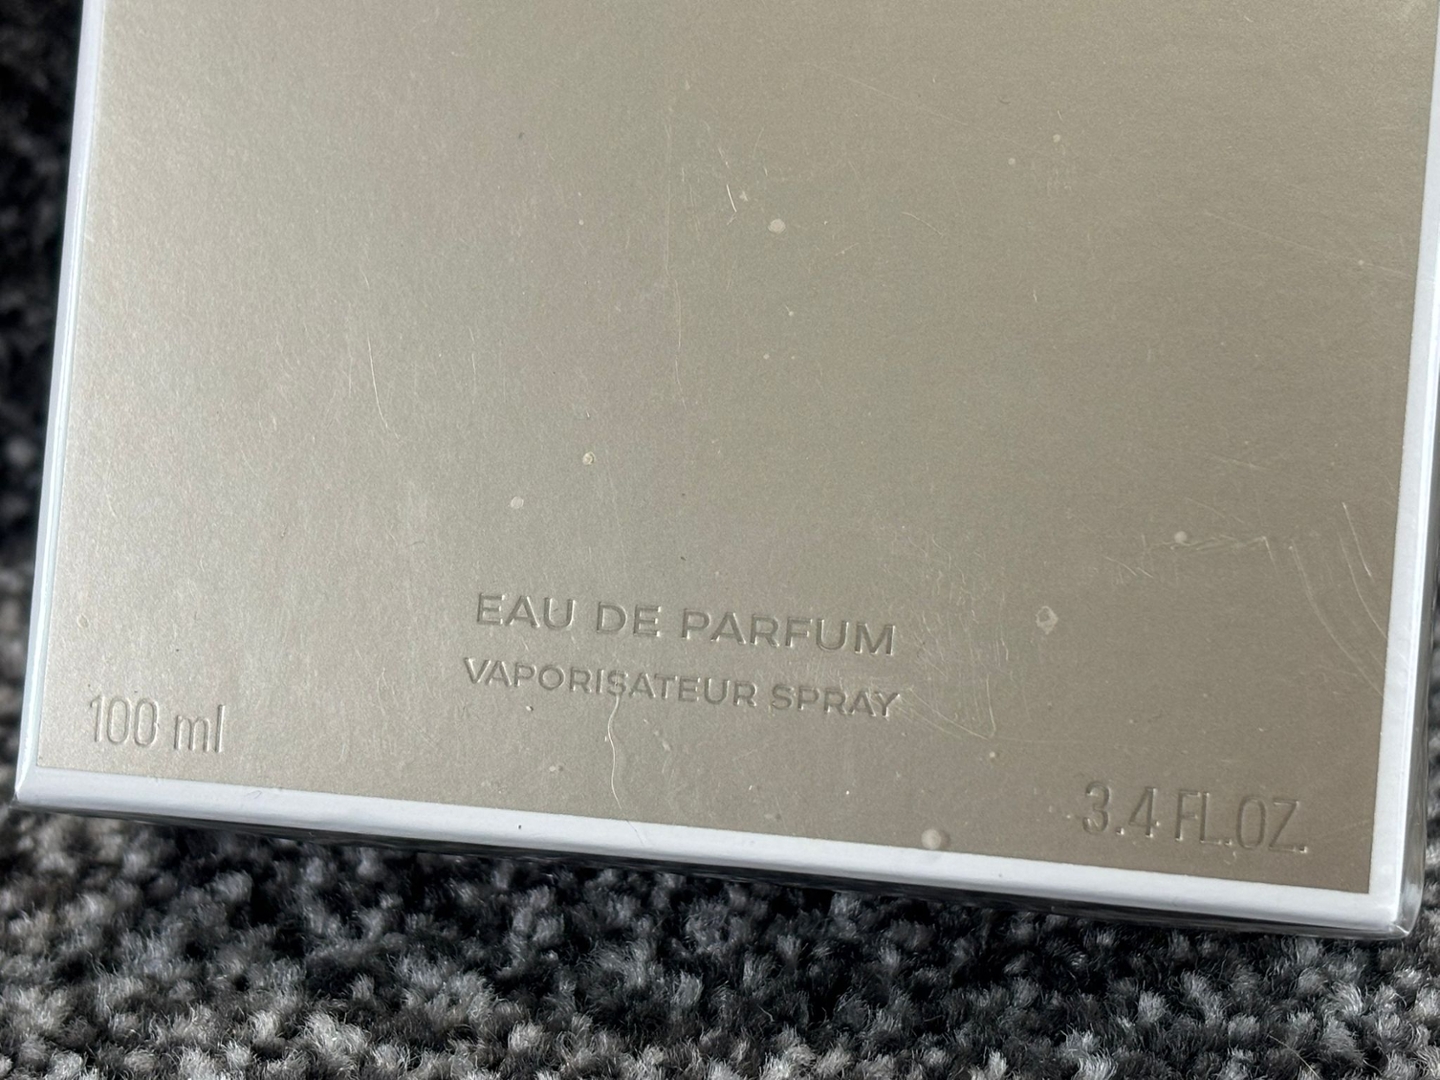 EAU DE PARFUM
VAPORISATEUR SPRAY
100 ml
3.4 FL.OZ.